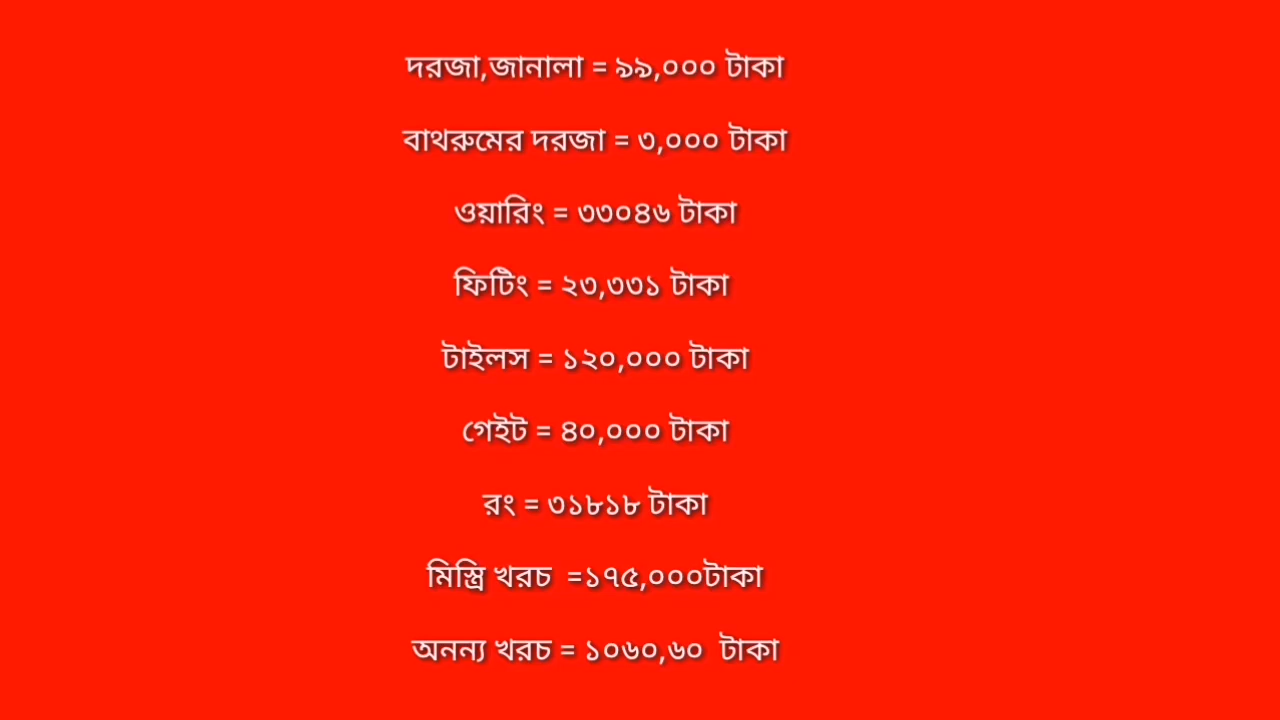 দরজা,জানালা = ৯৯,০০০ টাকা
বাথরুমের দরজা = ৩,০০০ টাকা
ওয়ারিং = ৩৩০৪৬ টাকা
ফিটিং = ২৩,৩৩১ টাকা
টাইলস = ১২০,০০০ টাকা
গেইট = ৪০,০০০ টাকা
রং = ৩১৮১৮ টাকা
মিস্ত্রি খরচ =১৭৫,০০০টাকা
অনন্য খরচ = ১০৬০,৬০ টাকা